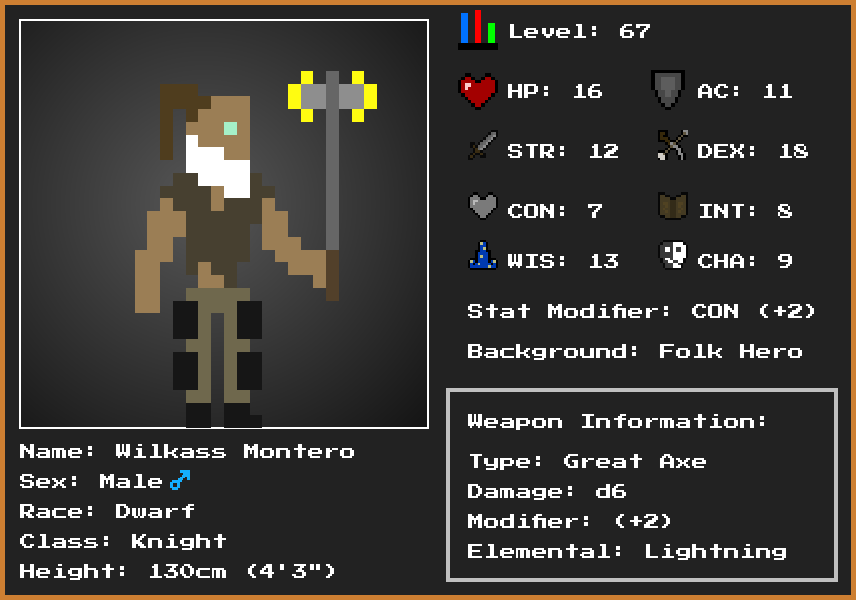 Level: 67
HP: 16 AC: 11
STR: 12 DEX: 18
CON: 7 INT: 8
WIS: 13 CHA: 9
Stat Modifier: CON (+2)
Background: Folk Hero
Weapon Information:
Type: Great Axe
Damage: d6
Modifier: (+2)
Elemental: Lightning
Name: Wilkass Montero
Sex: Male♂
Race: Dwarf
Class: Knight
Height: 130cm (4'3")